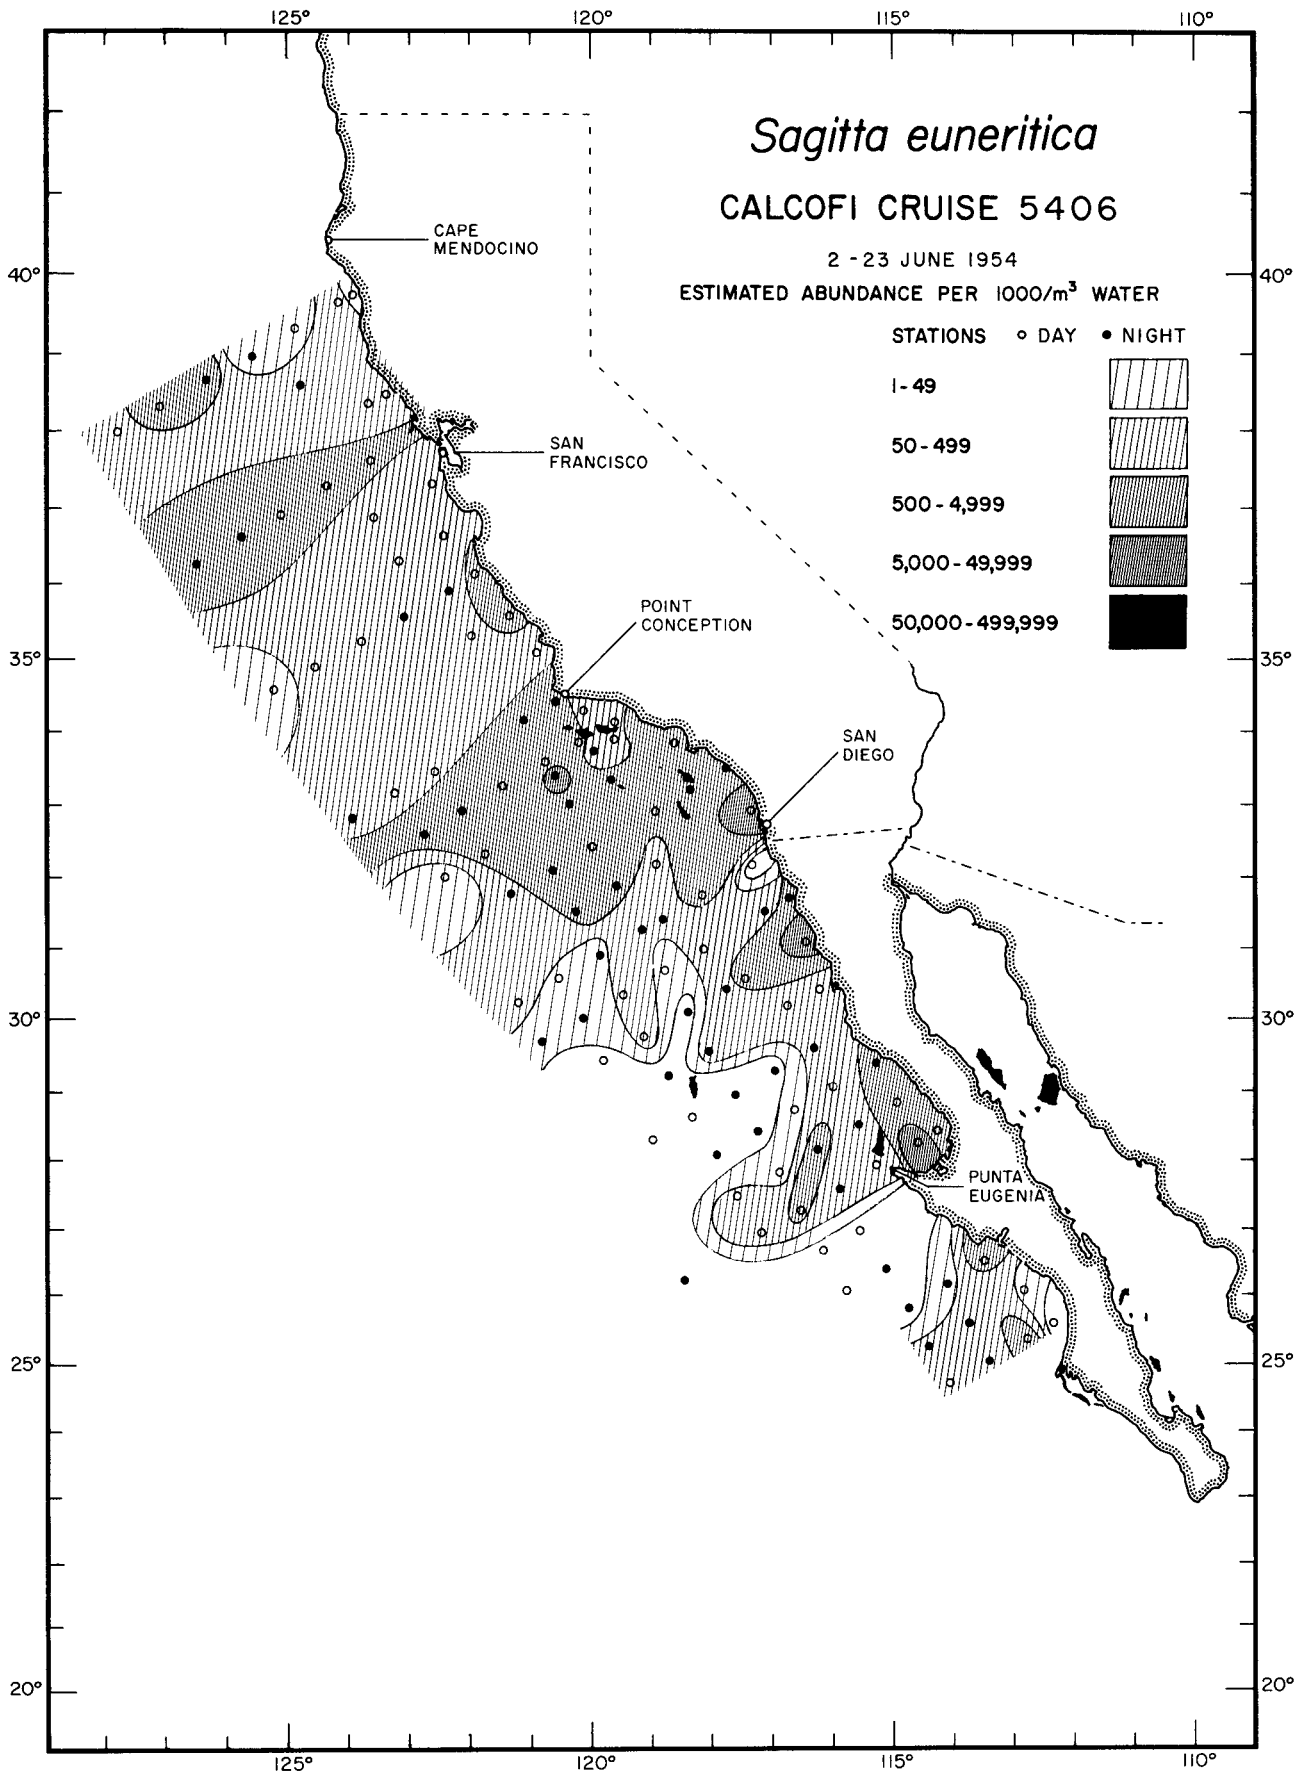 125° 120° 115° 110°
Sagitta euneritica
CALCOFI CRUISE 5406
2 - 23 JUNE 1954
ESTIMATED ABUNDANCE PER 1000/m³ WATER
STATIONS ○ DAY ● NIGHT
1 - 49
50 - 499
500 - 4,999
5,000 - 49,999
50,000 - 499,999
CAPE
MENDOCINO
40° 40°
SAN
FRANCISCO
POINT
CONCEPTION
35° 35°
SAN
DIEGO
30° 30°
PUNTA
EUGENIA
25° 25°
20° 20°
125° 120° 115° 110°